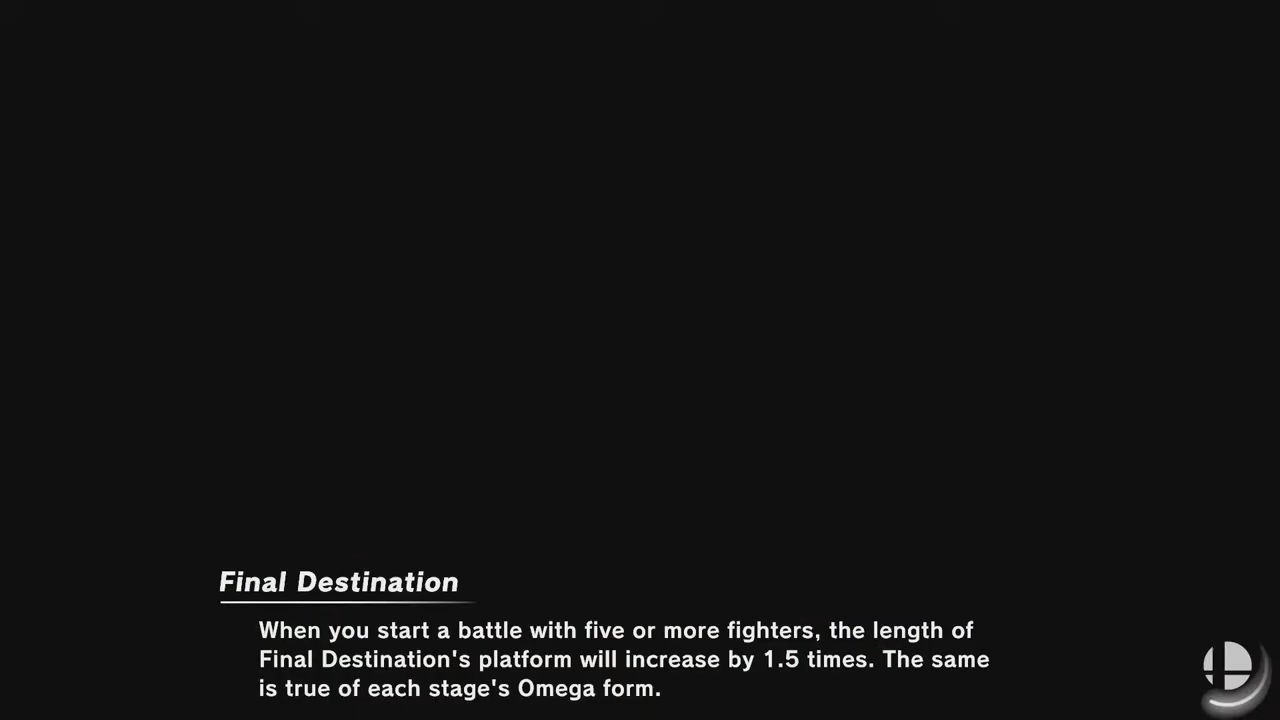 Final Destination
When you start a battle with five or more fighters, the length of
Final Destination's platform will increase by 1.5 times. The same
is true of each stage's Omega form.